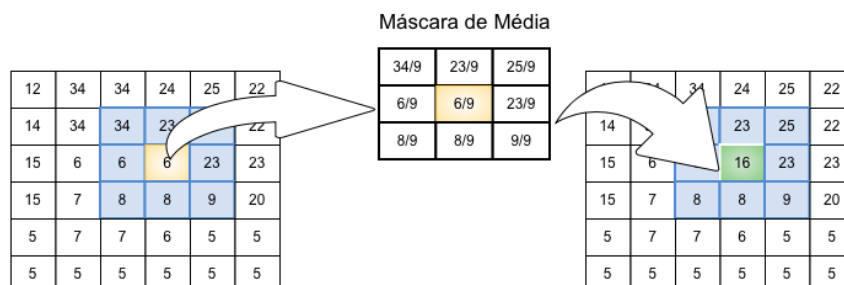 Máscara de Média
12 34 34 24 25 22
14 34 34 23 22
15 6 6 6 23 23
15 7 8 8 9 20
5 7 7 6 5 5
5 5 5 5 5 5
34/9 23/9 25/9
6/9 6/9 23/9
8/9 8/9 9/9
34 24 25 22
14 23 25 22
15 6 16 23 23
15 7 8 8 9 20
5 7 7 6 5 5
5 5 5 5 5 5